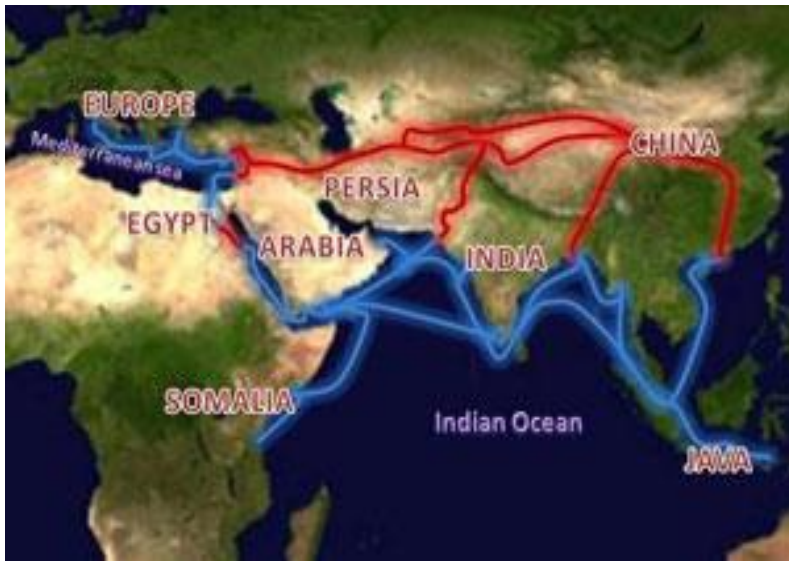 EUROPE
Mediterranean sea
CHINA
PERSIA
EGYPT
ARABIA
INDIA
SOMALIA
Indian Ocean
JAVA